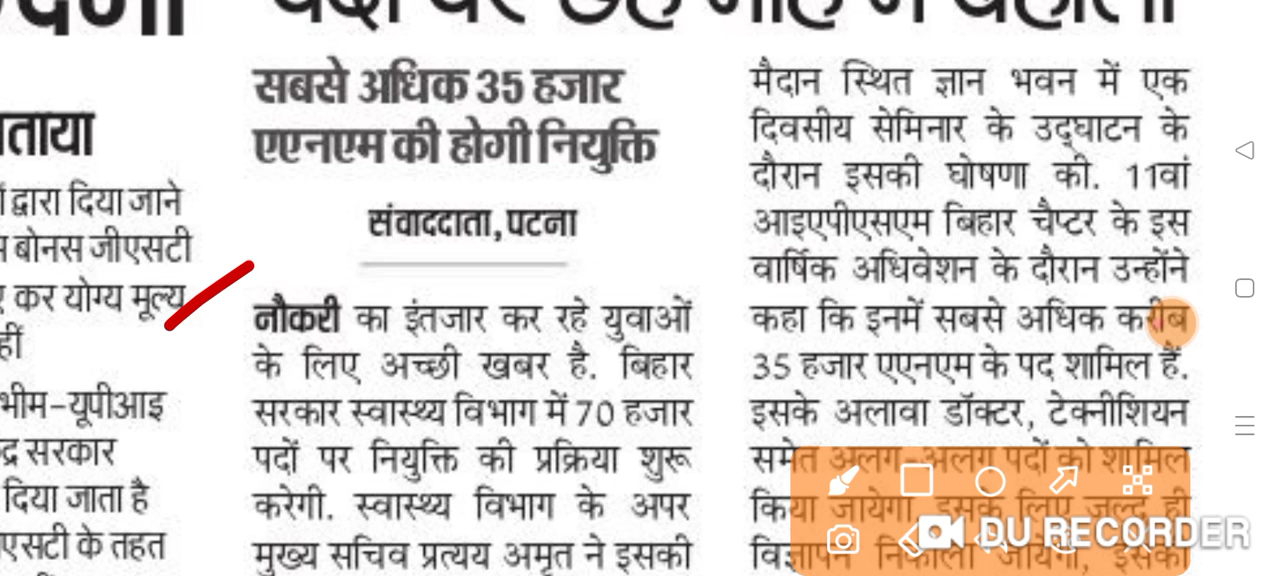 सबसे अधिक 35 हजार
एएनएम की होगी नियुक्ति
संवाददाता, पटना
नौकरी का इंतजार कर रहे युवाओं
के लिए अच्छी खबर है. बिहार
सरकार स्वास्थ्य विभाग में 70 हजार
पदों पर नियुक्ति की प्रक्रिया शुरू
करेगी. स्वास्थ्य विभाग के अपर
मुख्य सचिव प्रत्यय अमृत ने इसकी
मैदान स्थित ज्ञान भवन में एक
दिवसीय सेमिनार के उद्घाटन के
दौरान इसकी घोषणा की. 11वां
आइएपीएसएम बिहार चैप्टर के इस
वार्षिक अधिवेशन के दौरान उन्होंने
कहा कि इनमें सबसे अधिक करीब
35 हजार एएनएम के पद शामिल हैं.
इसके अलावा डॉक्टर, टेक्नीशियन
समेत अलग-अलग पदों को शामिल
किया जायेगा. इसके लिए जल्द ही
विज्ञापन निकाला जायेगा, इसकी
द्वारा दिया जाने
बोनस जीएसटी
कर योग्य मूल्य
भीम-यूपीआइ
सरकार
दिया जाता है
के तहत
DU RECORDER